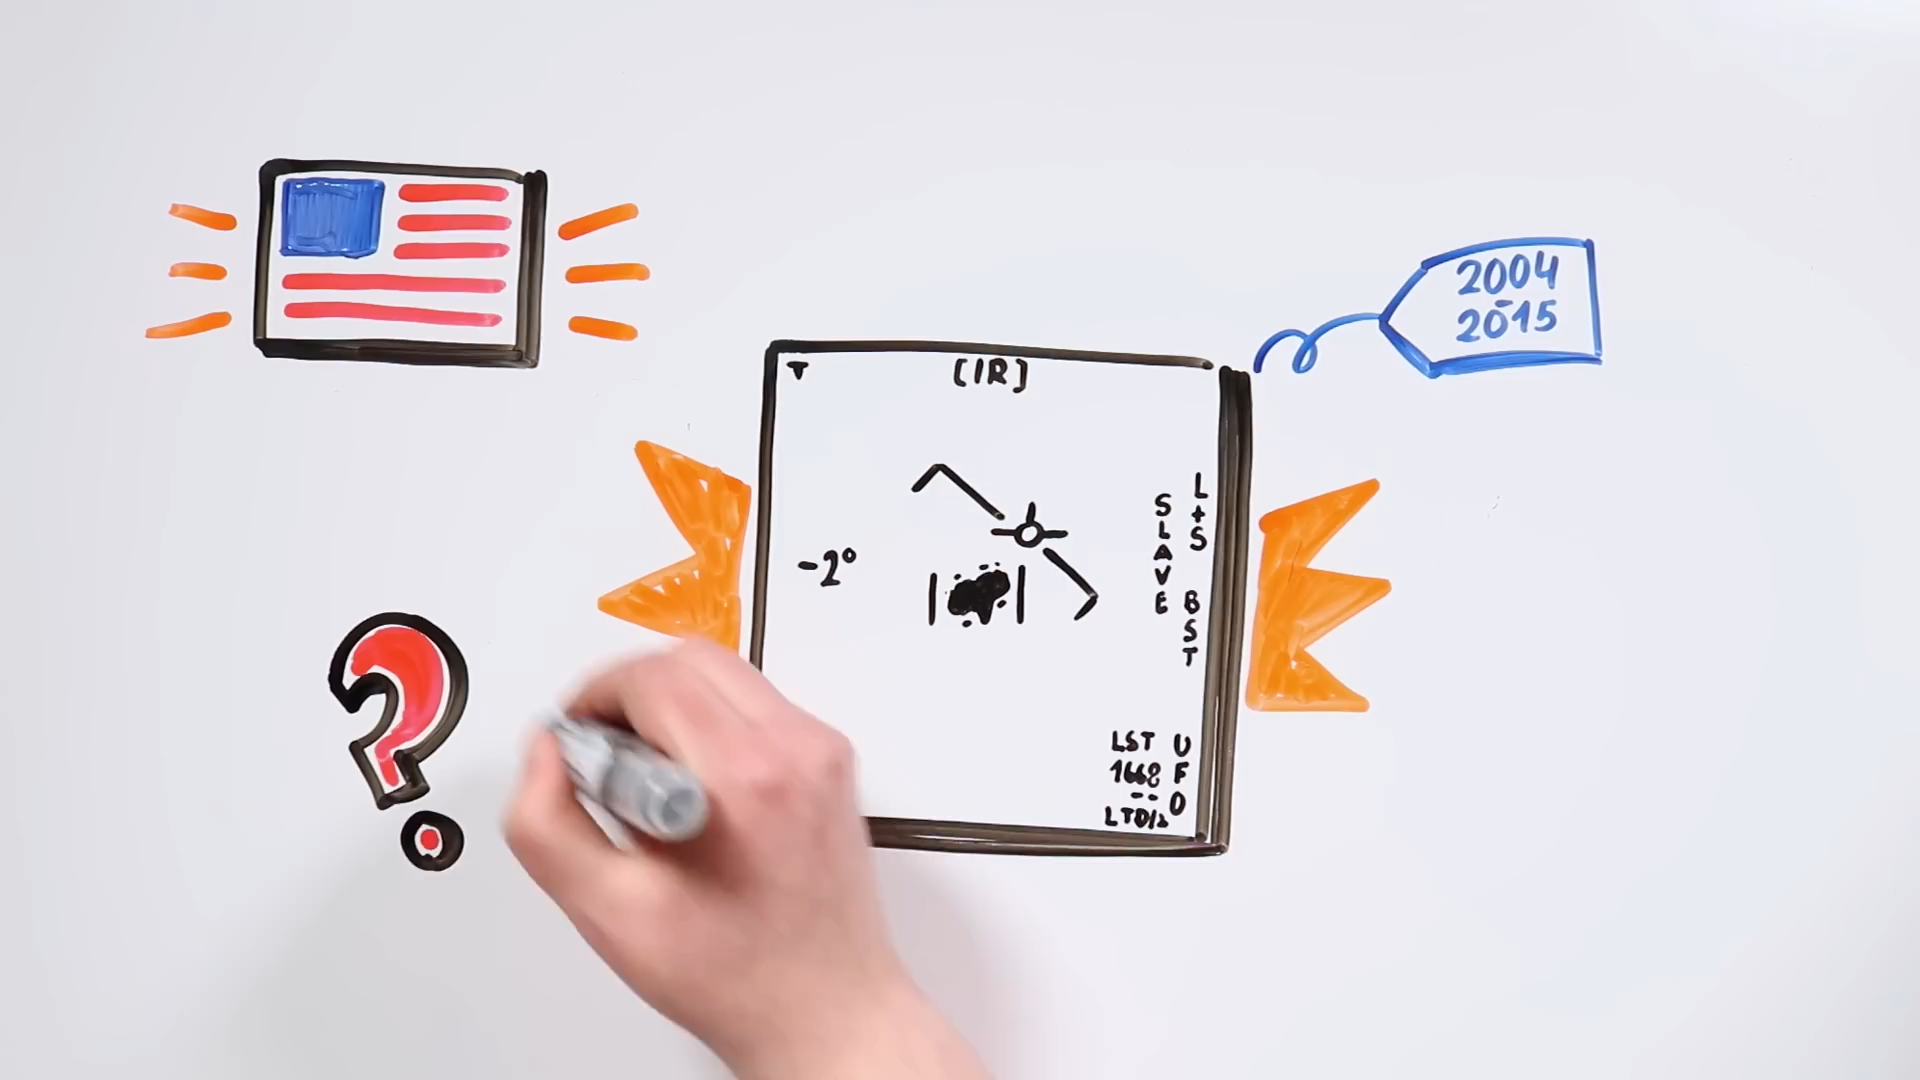 2004
-
2015
[IR]
-2°
SLAVE
L+S BST
LST
1668
--
LTD/
UFO